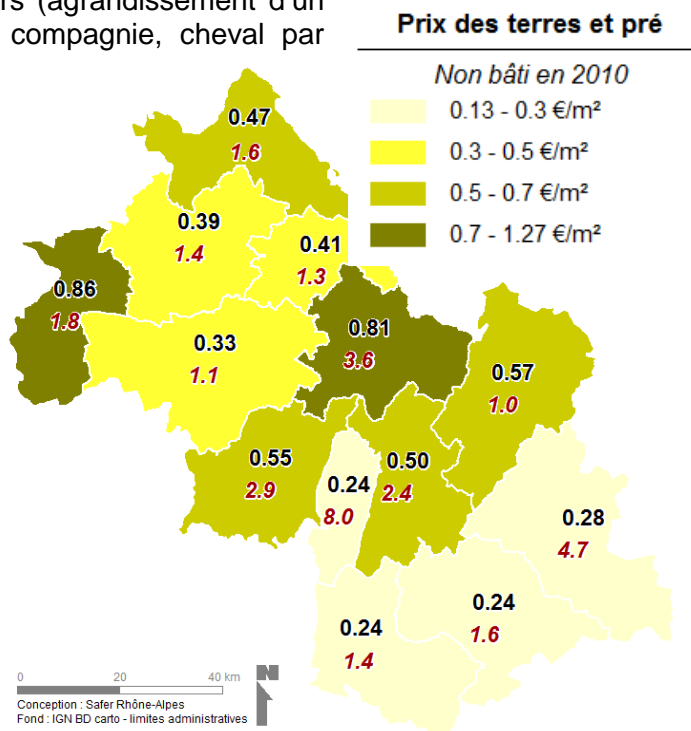 rs (agrandissement d'un
compagnie, cheval par
Prix des terres et pré
Non bâti en 2010
0.13 - 0.3 €/m²
0.3 - 0.5 €/m²
0.5 - 0.7 €/m²
0.7 - 1.27 €/m²
0.47
1.6
0.39
1.4
0.41
1.3
0.86
1.8
0.33
1.1
0.81
3.6
0.57
1.0
0.55
2.9
0.24
8.0
0.50
2.4
0.28
4.7
0.24
1.4
0.24
1.6
0 20 40 km
N
Conception : Safer Rhône-Alpes
Fond : IGN BD carto - limites administratives